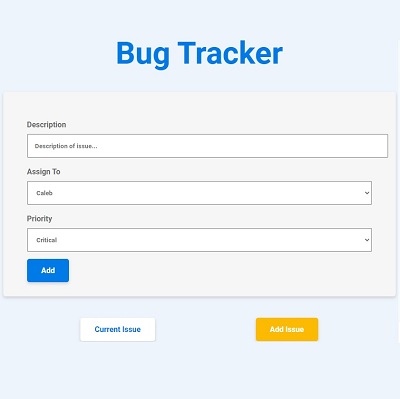 Bug Tracker
Description
Description of issue...
Assign To
Caleb
Priority
Critical
Add
Current Issue
Add Issue